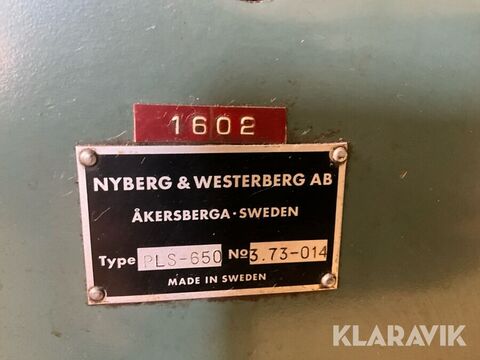 1602
NYBERG & WESTERBERG AB
ÅKERSBERGA · SWEDEN
Type PLS-650 No 3.73-014
MADE IN SWEDEN
KLARAVIK